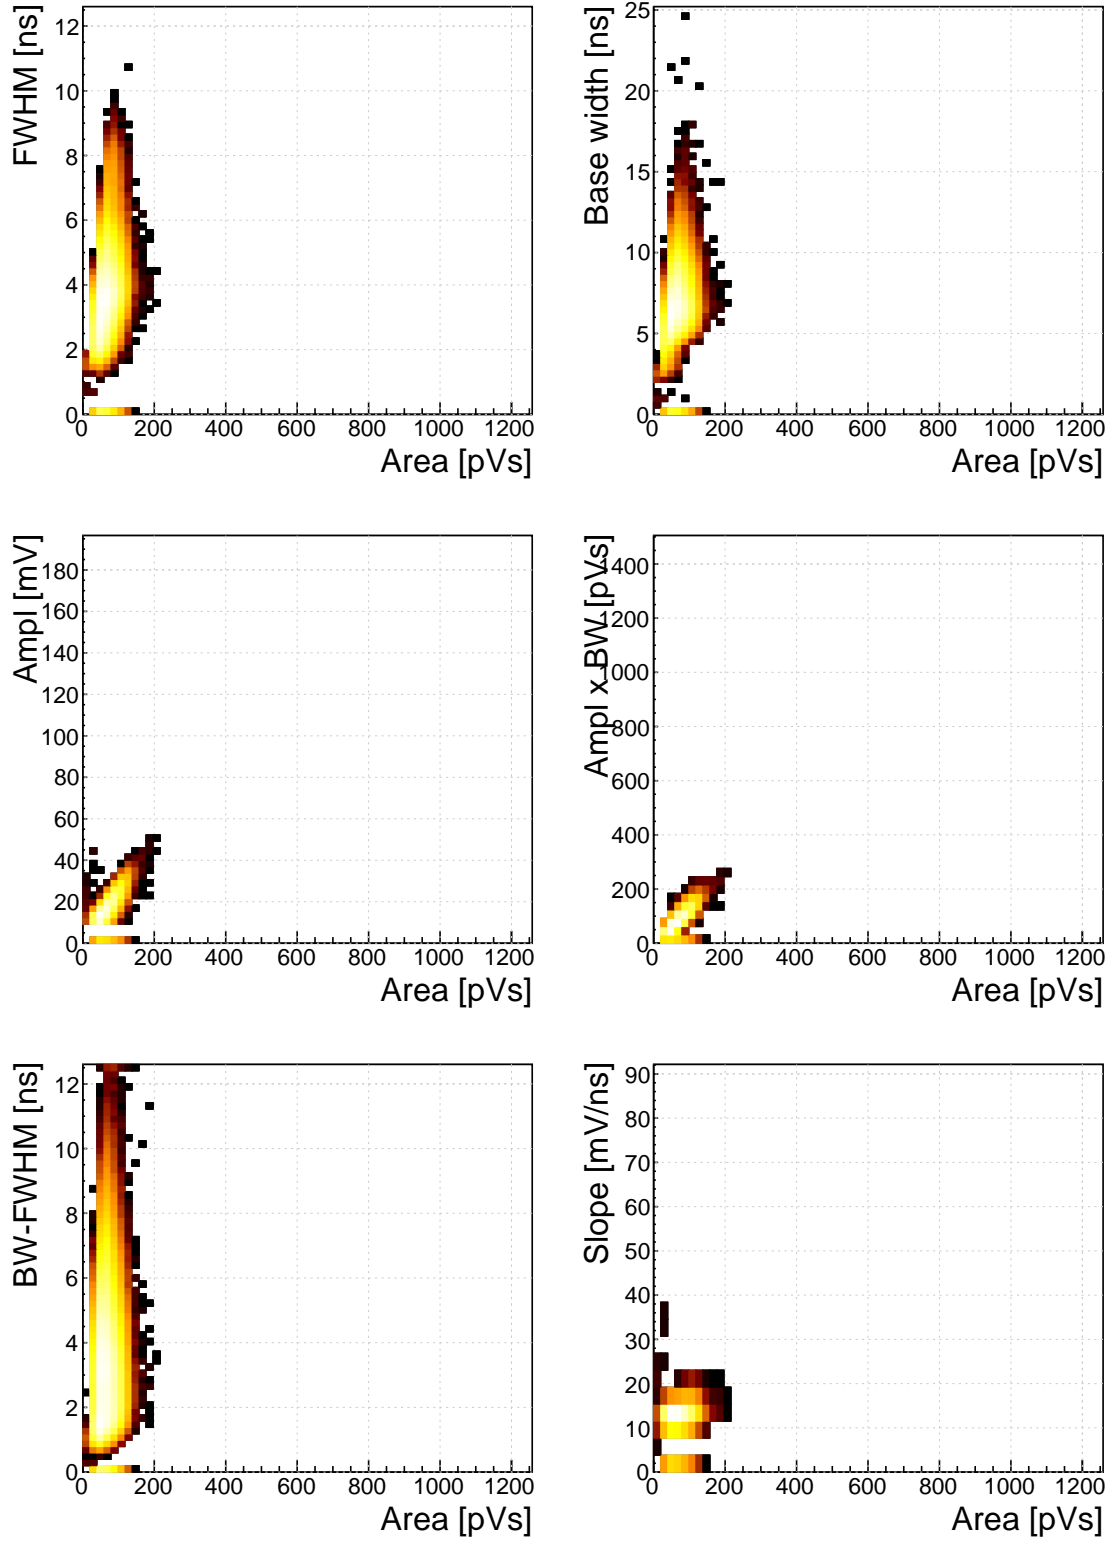 FWHM [ns]
12
10
8
6
4
2
0
0 200 400 600 800 1000 1200
Area [pVs]
Base width [ns]
25
20
15
10
5
0
0 200 400 600 800 1000 1200
Area [pVs]
Ampl [mV]
180
160
140
120
100
80
60
40
20
0
0 200 400 600 800 1000 1200
Area [pVs]
Ampl x BW [pVs]
1400
1200
1000
800
600
400
200
0
0 200 400 600 800 1000 1200
Area [pVs]
BW-FWHM [ns]
12
10
8
6
4
2
0
0 200 400 600 800 1000 1200
Area [pVs]
Slope [mV/ns]
90
80
70
60
50
40
30
20
10
0
0 200 400 600 800 1000 1200
Area [pVs]